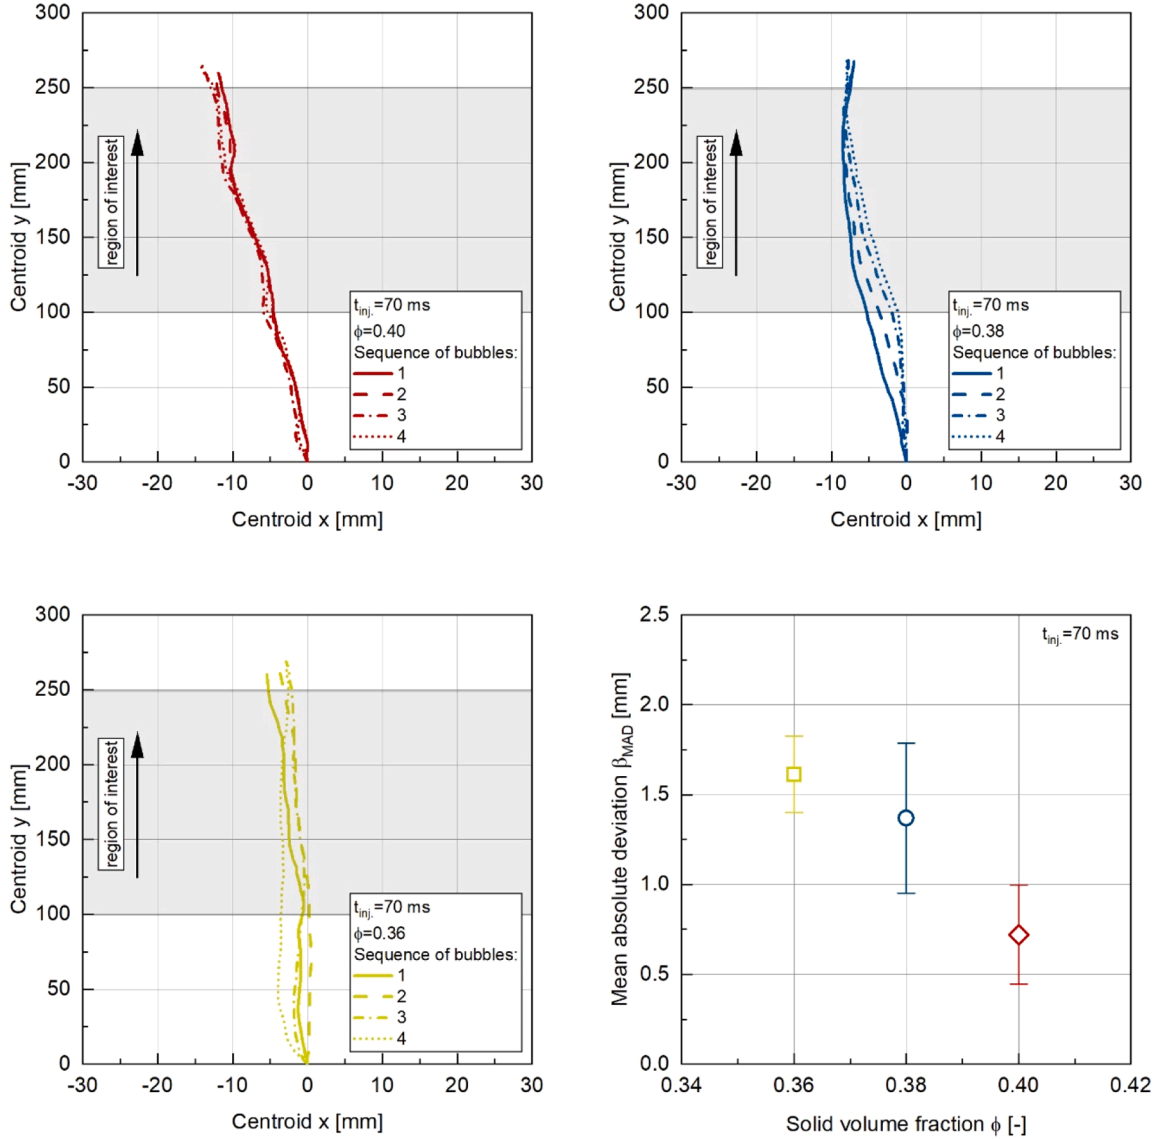 300
250
200
150
100
50
0
Centroid y [mm]
region of interest
t_inj.=70 ms
ϕ=0.40
Sequence of bubbles:
1
2
3
4
-30 -20 -10 0 10 20 30
Centroid x [mm]
300
250
200
150
100
50
0
Centroid y [mm]
region of interest
t_inj.=70 ms
ϕ=0.38
Sequence of bubbles:
1
2
3
4
-30 -20 -10 0 10 20 30
Centroid x [mm]
300
250
200
150
100
50
0
Centroid y [mm]
region of interest
t_inj.=70 ms
ϕ=0.36
Sequence of bubbles:
1
2
3
4
-30 -20 -10 0 10 20 30
Centroid x [mm]
2.5
2.0
1.5
1.0
0.5
0.0
Mean absolute deviation β_MAD [mm]
t_inj.=70 ms
0.34 0.36 0.38 0.40 0.42
Solid volume fraction ϕ [-]